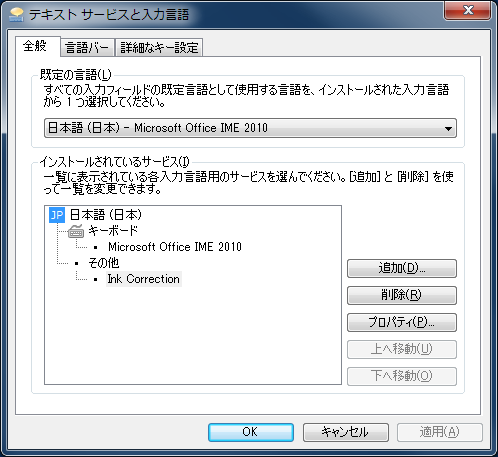 テキスト サービスと入力言語
全般 言語バー 詳細なキー設定
既定の言語(L)
すべての入力フィールドの既定言語として使用する言語を、インストールされた入力言語
から 1 つ選択してください。
日本語 (日本) - Microsoft Office IME 2010
インストールされているサービス(I)
一覧に表示されている各入力言語用のサービスを選んでください。[追加] と [削除] を使
って一覧を変更できます。
JP 日本語 (日本)
キーボード
Microsoft Office IME 2010
その他
Ink Correction
追加(D)...
削除(R)
プロパティ(P)...
上へ移動(U)
下へ移動(O)
OK キャンセル 適用(A)